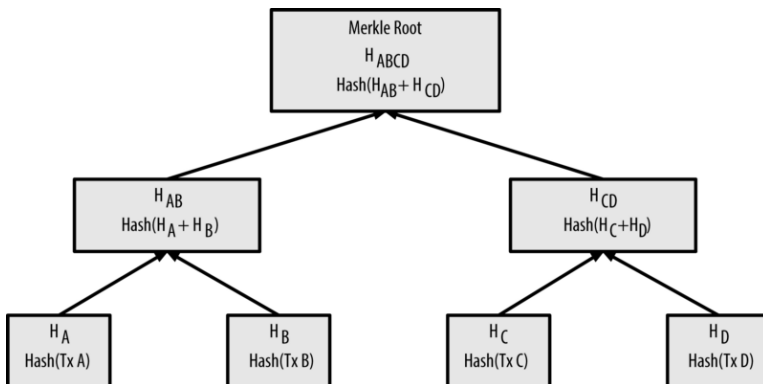 Merkle Root
H ABCD
Hash(H AB + H CD)
H AB
Hash(H A + H B)
H CD
Hash(H C+H D)
H A
Hash(Tx A)
H B
Hash(Tx B)
H C
Hash(Tx C)
H D
Hash(Tx D)